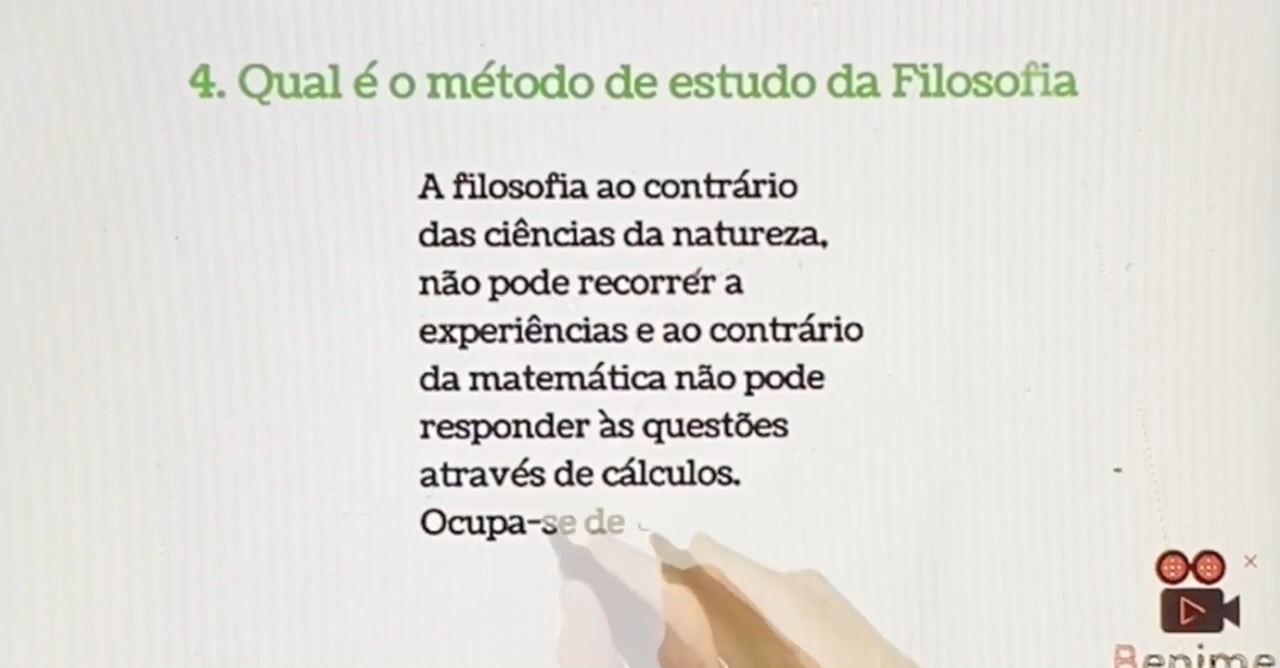 4. Qual é o método de estudo da Filosofia
A filosofia ao contrário
das ciências da natureza,
não pode recorrer a
experiências e ao contrário
da matemática não pode
responder às questões
através de cálculos.
Ocupa-se de
Benime